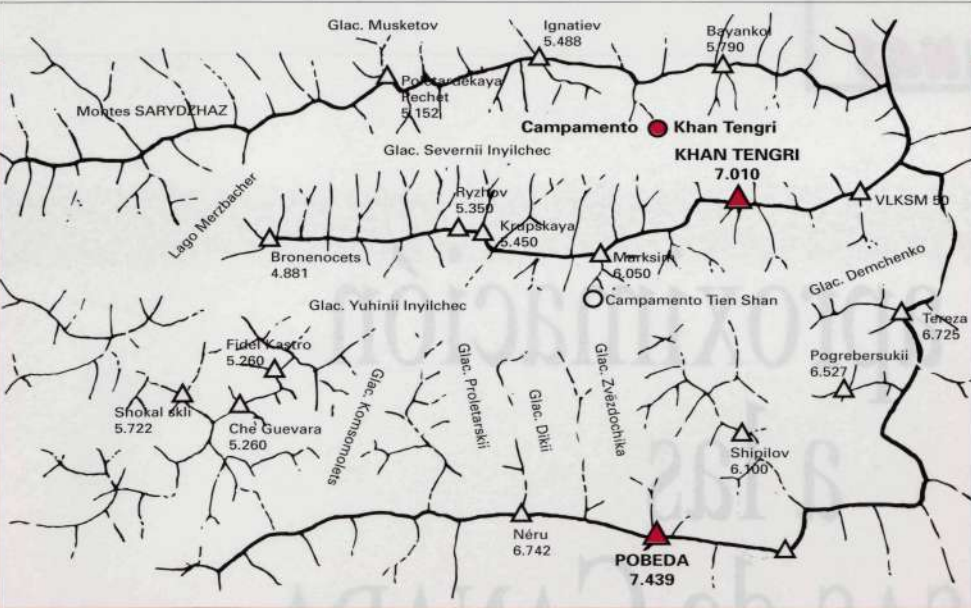 Glac. Musketov
Ignatiev
5.488
Bayankol
5.790
Montes SARYDZHAZ
Pechet
5.152
Campamento Khan Tengri
Glac. Severnii Inyilchec
KHAN TENGRI
7.010
Lago Merzbacher
Ryzhov
5.350
Krupskaya
5.450
VLKSM 50
Bronenocets
4.881
Marksim
6.050
Glac. Demchenko
Campamento Tien Shan
Glac. Yuhinii Inyilchec
Tereza
6.725
Fidel Kastro
5.260
Pogrebersukii
6.527
Shokal skli
5.722
Che Guevara
5.260
Glac. Komsomolets
Glac. Proletarskii
Glac. Dikii
Glac. Zvëzdochika
Shipilov
6.100
Néru
6.742
POBEDA
7.439